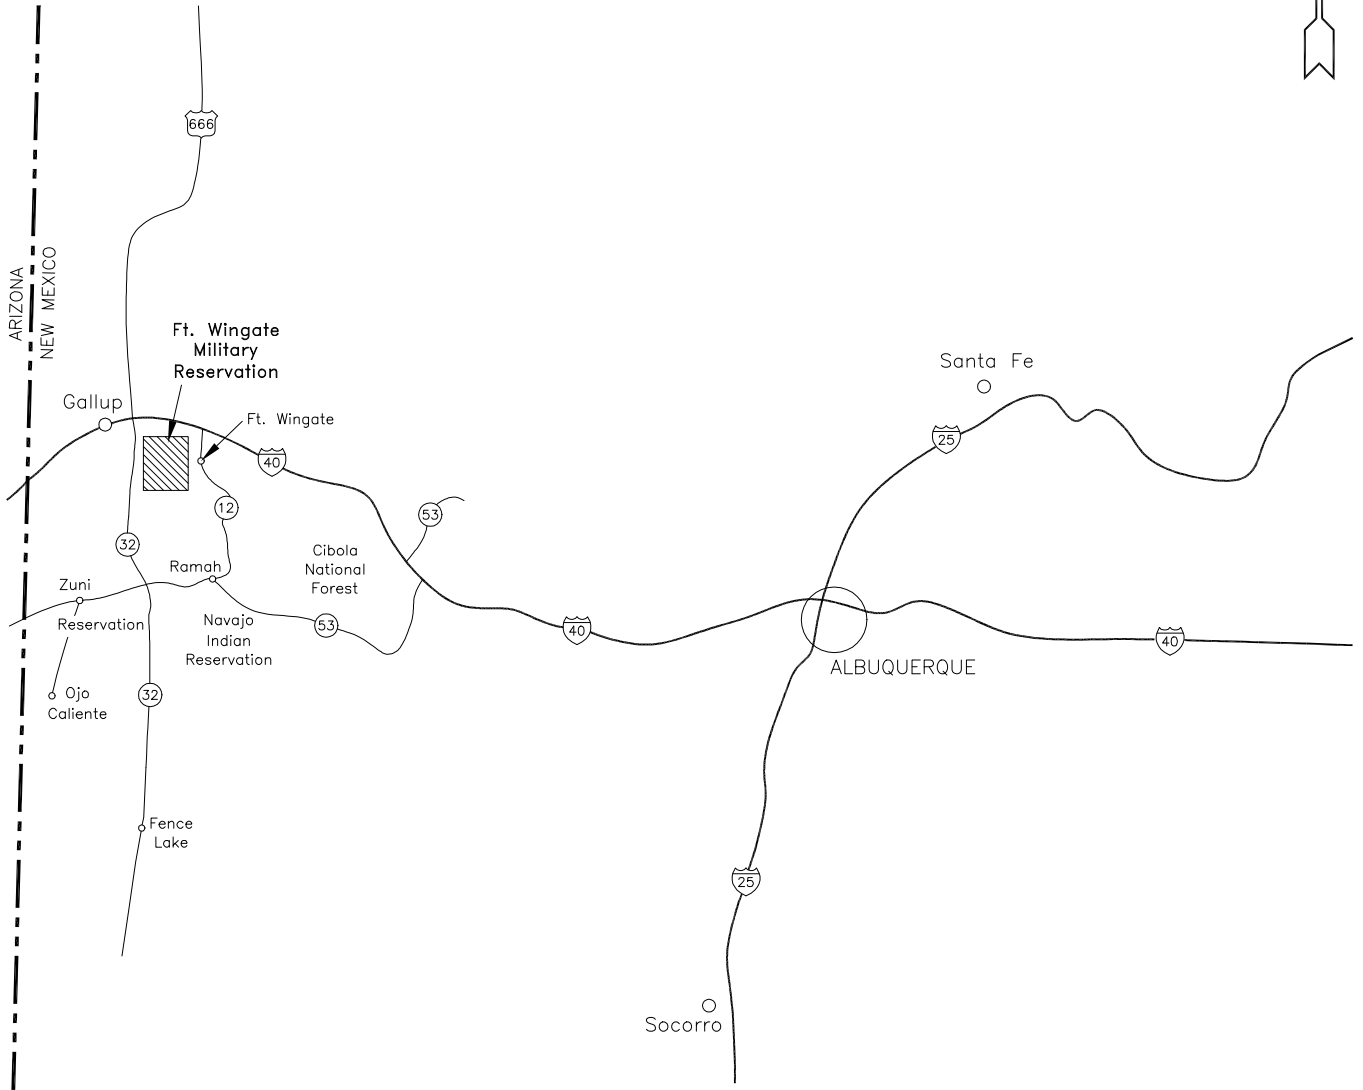 666
ARIZONA
NEW MEXICO
Ft. Wingate
Military
Reservation
Santa Fe
Gallup
Ft. Wingate
25
40
12
53
32
Cibola
National
Forest
Ramah
Zuni
Reservation
Navajo
Indian
Reservation
53
40
40
ALBUQUERQUE
32
Ojo
Caliente
Fence
Lake
25
Socorro